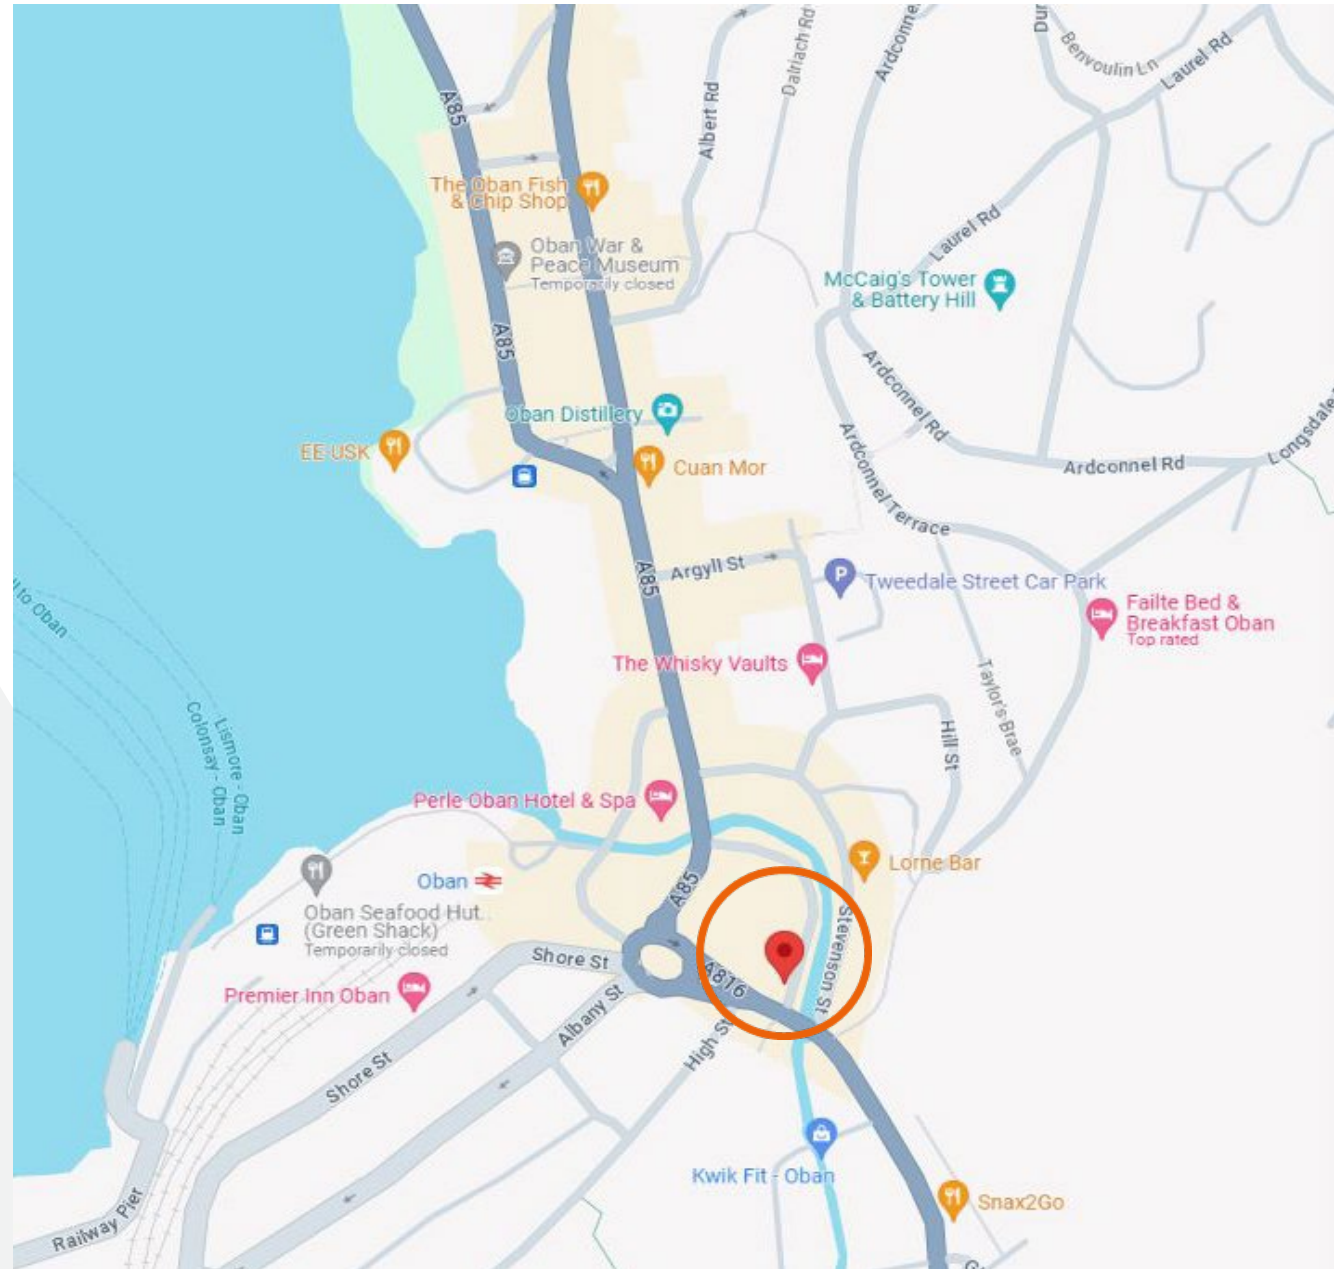 A85
Albert Rd
Dalriach Rd
Ardconne
Dun
Benvoulin Ln
Laurel Rd
The Oban Fish
& Chip Shop
Oban War &
Peace Museum
Temporarily closed
Laurel Rd
McCaig's Tower
& Battery Hill
A85
Ardconnel Rd
Oban Distillery
EE USK
Cuan Mor
Ardconnel Rd
Longsdale
Ardconnel Terrace
Argyll St
A85
P
Tweedale Street Car Park
Failte Bed &
Breakfast Oban
Top rated
ll to Oban
The Whisky Vaults
Taylor's Brae
Lismore - Oban
Colonsay - Oban
Hill St
Perle Oban Hotel & Spa
Lorne Bar
Oban
A85
Oban Seafood Hut..
(Green Shack)
Temporarily closed
Stevenson St
Shore St
A816
Premier Inn Oban
Albany St
High St
Shore St
Kwik Fit - Oban
Snax2Go
Railway Pier